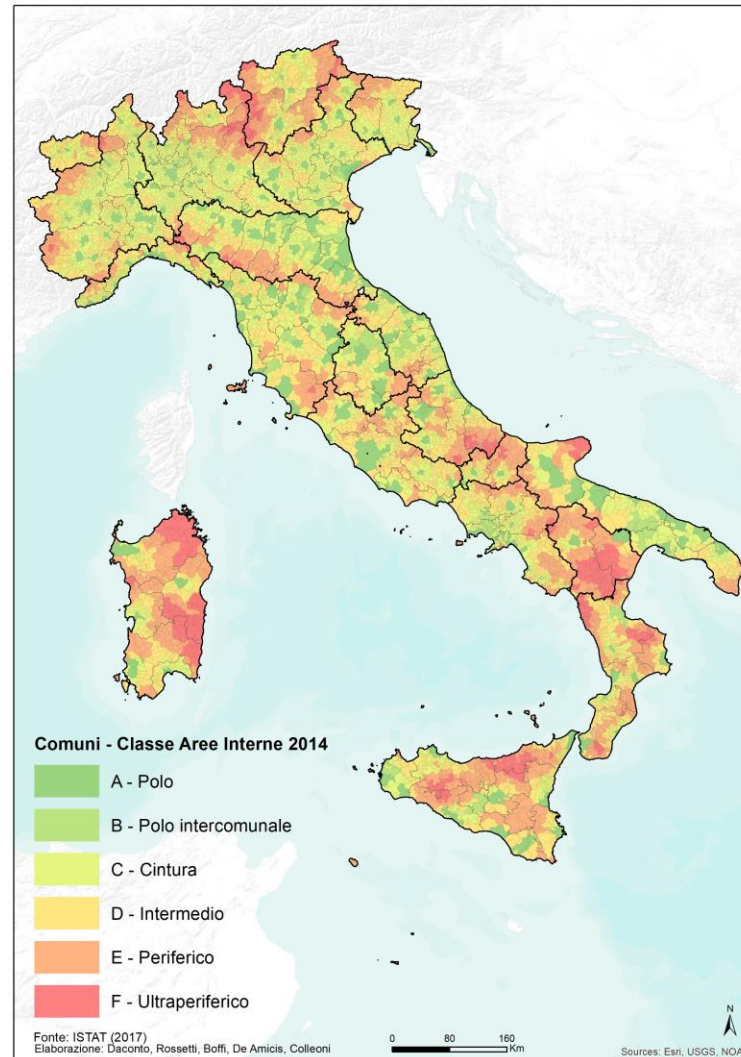 Comuni - Classe Aree Interne 2014
A - Polo
B - Polo intercomunale
C - Cintura
D - Intermedio
E - Periferico
F - Ultraperiferico
Fonte: ISTAT (2017)
Elaborazione: Daconto, Rossetti, Boffi, De Amicis, Colleoni
0 80 160
Km
N
Sources: Esri, USGS, NOA